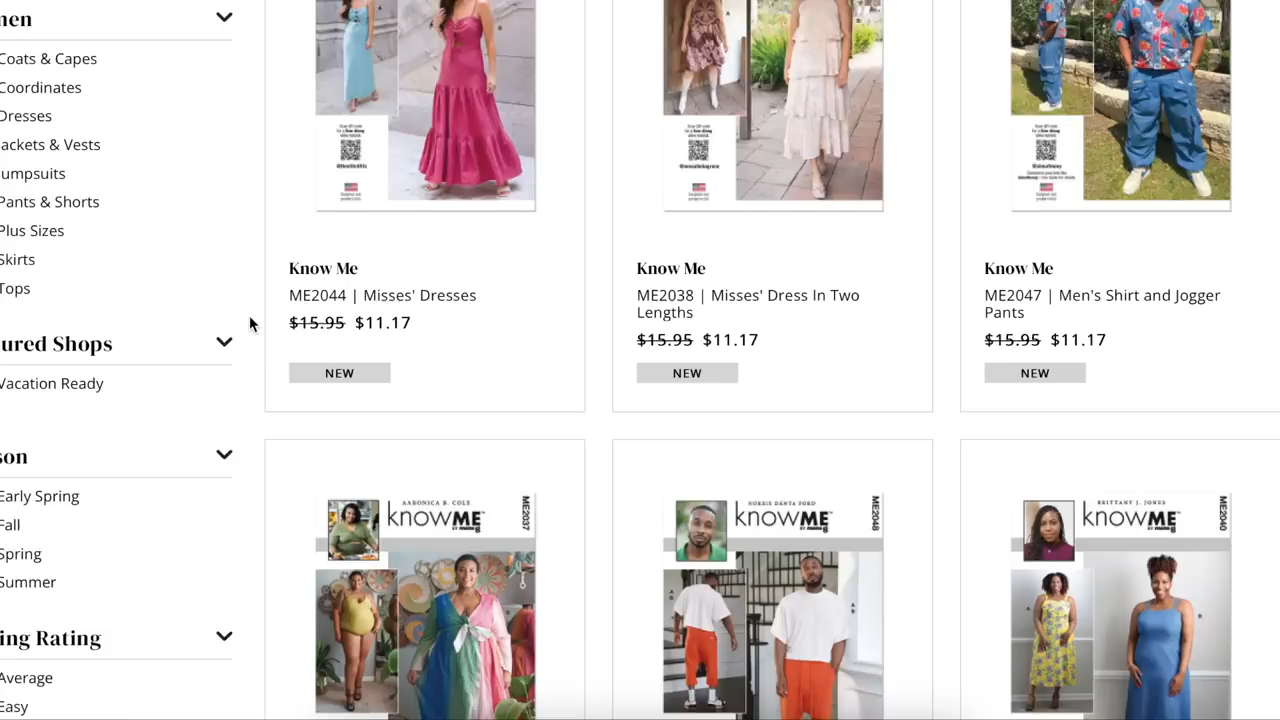 men
Coats & Capes
Coordinates
Dresses
ackets & Vests
umpsuits
Pants & Shorts
Plus Sizes
Skirts
Tops
ured Shops
Vacation Ready
son
Early Spring
Fall
Spring
Summer
ing Rating
Average
Easy
Know Me
ME2044 | Misses' Dresses
$15.95 $11.17
NEW
Know Me
ME2038 | Misses' Dress In Two
Lengths
$15.95 $11.17
NEW
Know Me
ME2047 | Men's Shirt and Jogger
Pants
$15.95 $11.17
NEW
AARONICA B. COLE
knowME
ME2037
NORRIS DANTA FORD
knowME
ME2048
BRITTANY J. JONES
knowME
ME2040